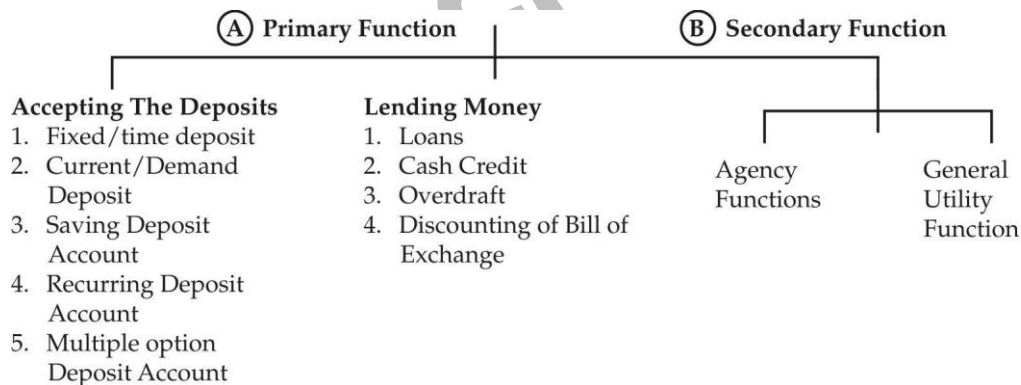 A Primary Function
B Secondary Function
Accepting The Deposits
1. Fixed/time deposit
2. Current/Demand
Deposit
3. Saving Deposit
Account
4. Recurring Deposit
Account
5. Multiple option
Deposit Account
Lending Money
1. Loans
2. Cash Credit
3. Overdraft
4. Discounting of Bill of
Exchange
Agency
Functions
General
Utility
Function